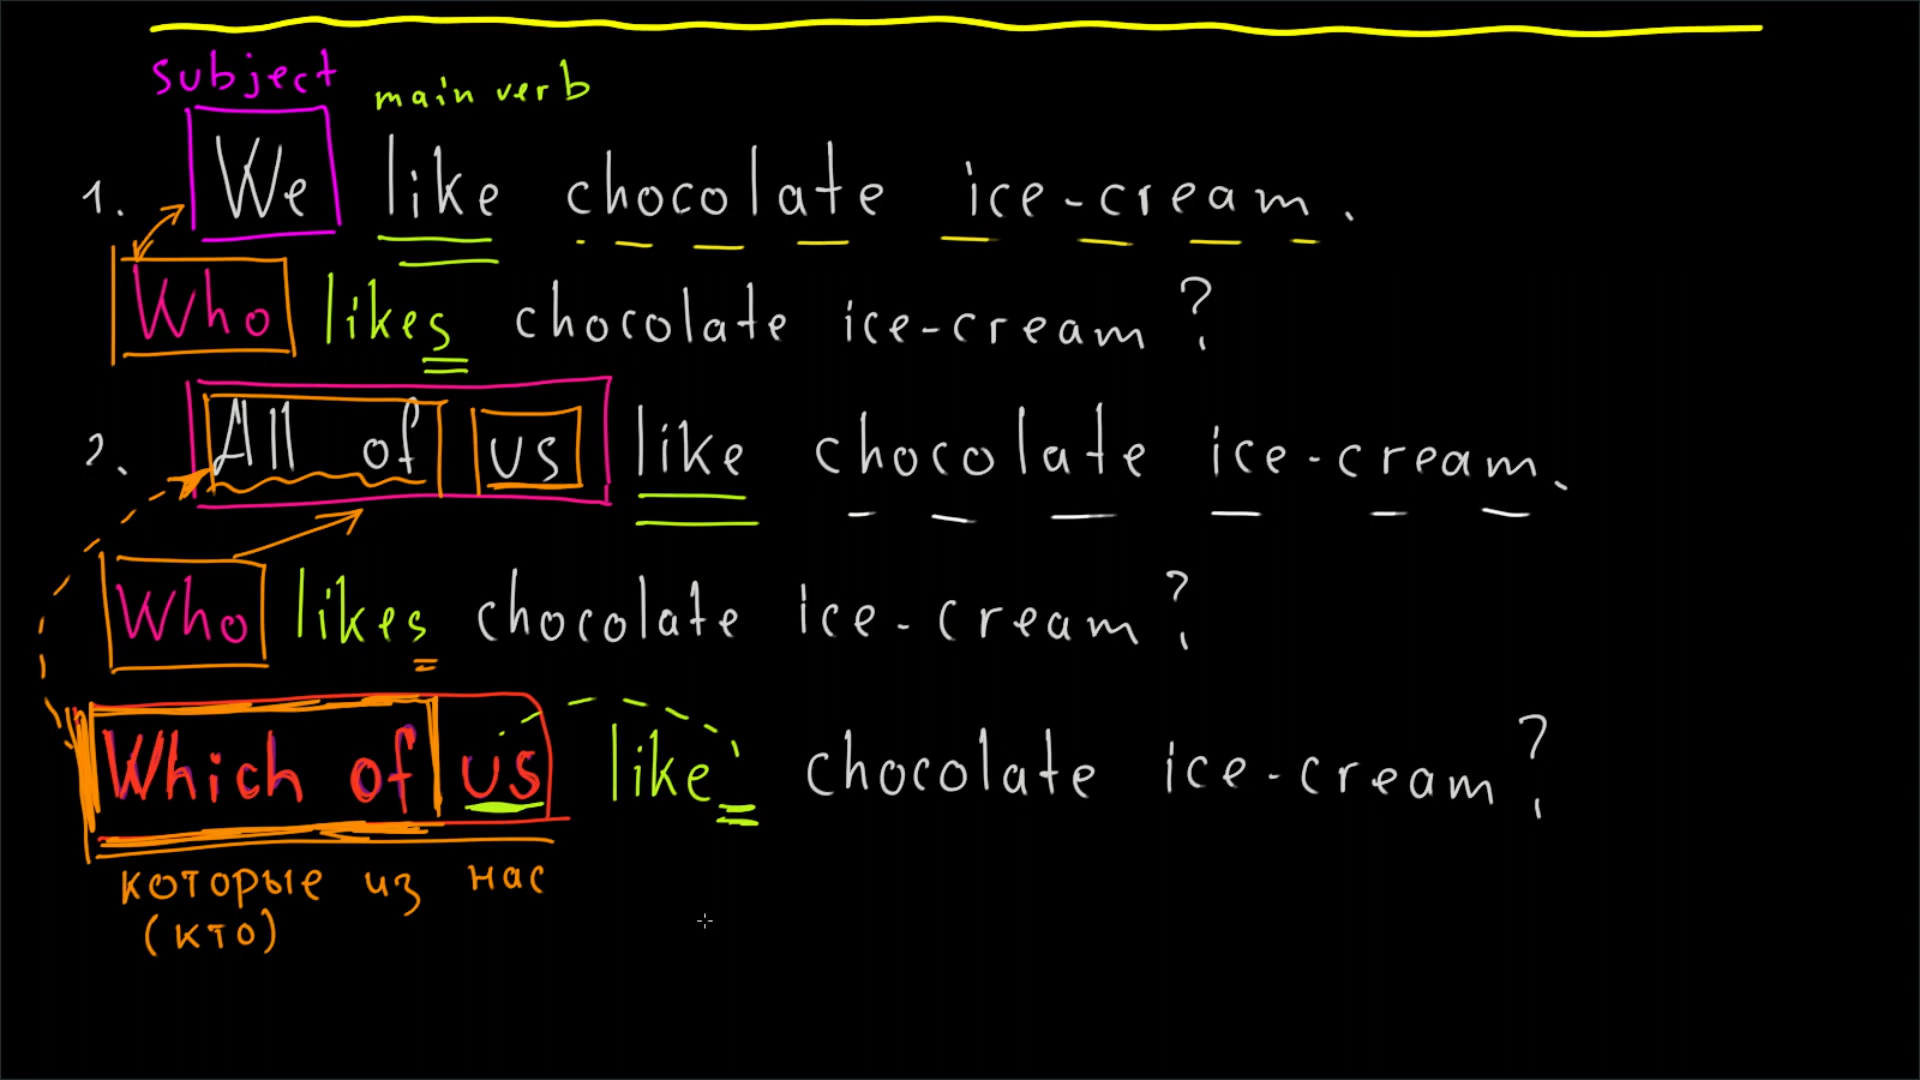 subject main verb
1. We like chocolate ice-cream.
Who likes chocolate ice-cream?
2. All of us like chocolate ice-cream.
Who likes chocolate ice-cream?
Which of us like chocolate ice-cream?
которые из нас
(кто)